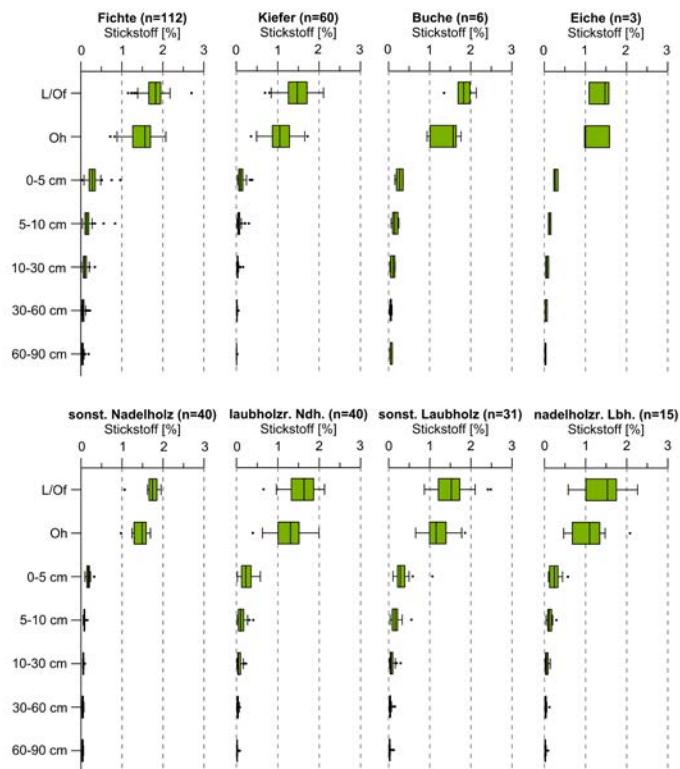 Fichte (n=112) Kiefer (n=60) Buche (n=6) Eiche (n=3)
Stickstoff [%] Stickstoff [%] Stickstoff [%] Stickstoff [%]
0 1 2 3 0 1 2 3 0 1 2 3 0 1 2 3
L/Of
Oh
0-5 cm
5-10 cm
10-30 cm
30-60 cm
60-90 cm
sonst. Nadelholz (n=40) laubholzr. Ndh. (n=40) sonst. Laubholz (n=31) nadelholzr. Lbh. (n=15)
Stickstoff [%] Stickstoff [%] Stickstoff [%] Stickstoff [%]
0 1 2 3 0 1 2 3 0 1 2 3 0 1 2 3
L/Of
Oh
0-5 cm
5-10 cm
10-30 cm
30-60 cm
60-90 cm